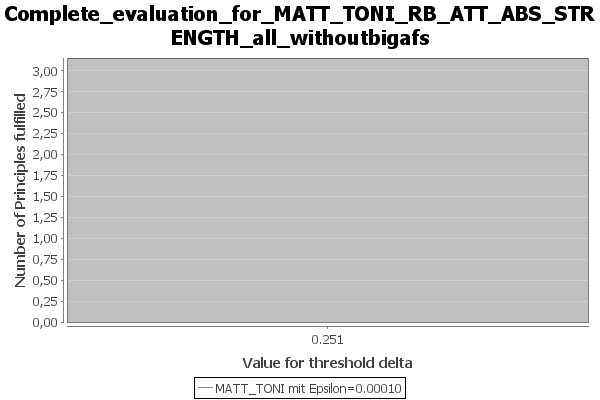 Complete_evaluation_for_MATT_TONI_RB_ATT_ABS_STR
ENGTH_all_withoutbigafs
Number of Principles fulfilled
3,00
2,75
2,50
2,25
2,00
1,75
1,50
1,25
1,00
0,75
0,50
0,25
0,00
0.251
Value for threshold delta
MATT_TONI mit Epsilon=0.00010